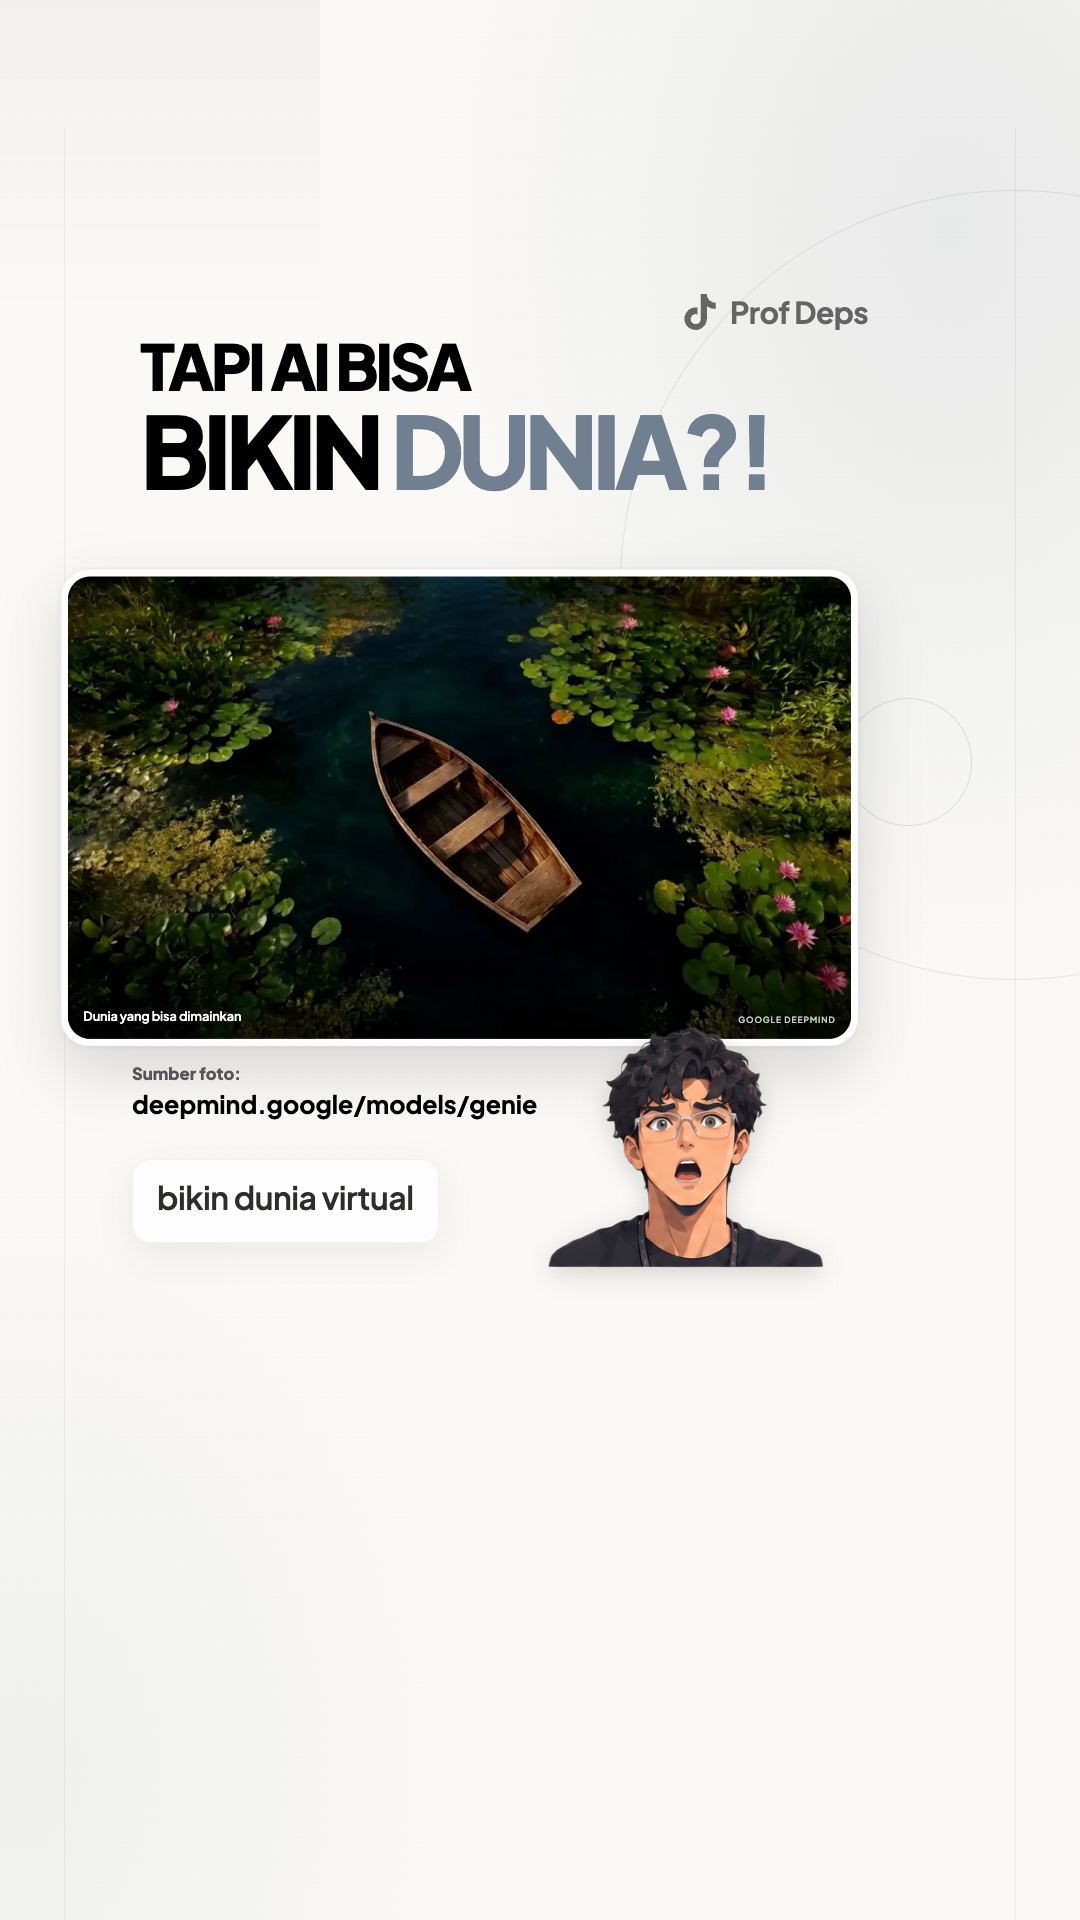 Prof Deps
TAPI AI BISA
BIKIN DUNIA?!
Dunia yang bisa dimainkan
GOOGLE DEEPMIND
Sumber foto:
deepmind.google/models/genie
bikin dunia virtual